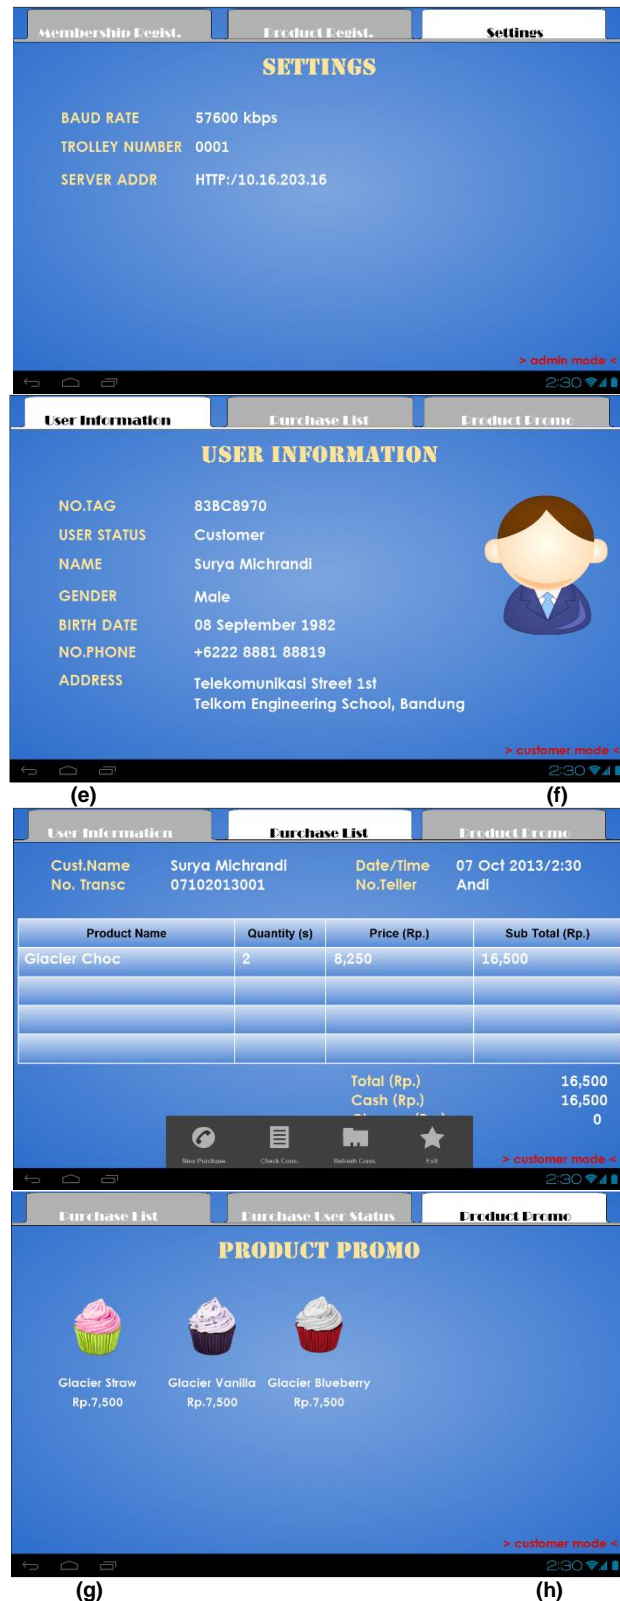 Membership Regist. Product Regist. Settings
SETTINGS
BAUD RATE 57600 kbps
TROLLEY NUMBER 0001
SERVER ADDR HTTP:/10.16.203.16
> admin mode <
2:30
User Information Purchase List Product Promo
USER INFORMATION
NO.TAG 83BC8970
USER STATUS Customer
NAME Surya Michrandi
GENDER Male
BIRTH DATE 08 September 1982
NO.PHONE +6222 8881 88819
ADDRESS Telekomunikasi Street 1st
Telkom Engineering School, Bandung
> customer mode <
2:30
(e) (f)
User Information Purchase List Product Promo
Cust.Name Surya Michrandi Date/Time 07 Oct 2013/2:30
No. Transc 07102013001 No.Teller Andi
Product Name Quantity (s) Price (Rp.) Sub Total (Rp.)
Glacier Choc 2 8,250 16,500
Total (Rp.) 16,500
Cash (Rp.) 16,500
0
New Purchase Check Conn. Refresh Conn. Exit
> customer mode <
2:30
Purchase List Purchase User Status Product Promo
PRODUCT PROMO
Glacier Straw Glacier Vanilla Glacier Blueberry
Rp.7,500 Rp.7,500 Rp.7,500
> customer mode <
2:30
(g) (h)